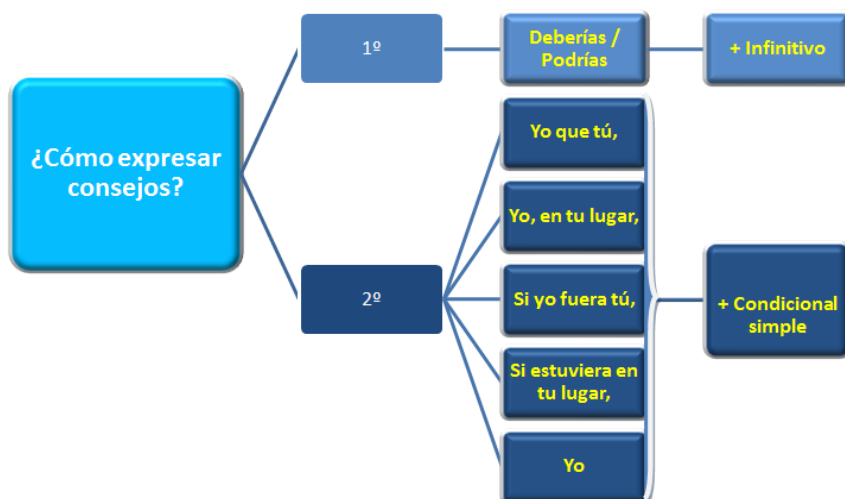 ¿Cómo expresar
consejos?
1º
Deberías /
Podrías
+ Infinitivo
2º
Yo que tú,
Yo, en tu lugar,
Si yo fuera tú,
Si estuviera en
tu lugar,
Yo
+ Condicional
simple